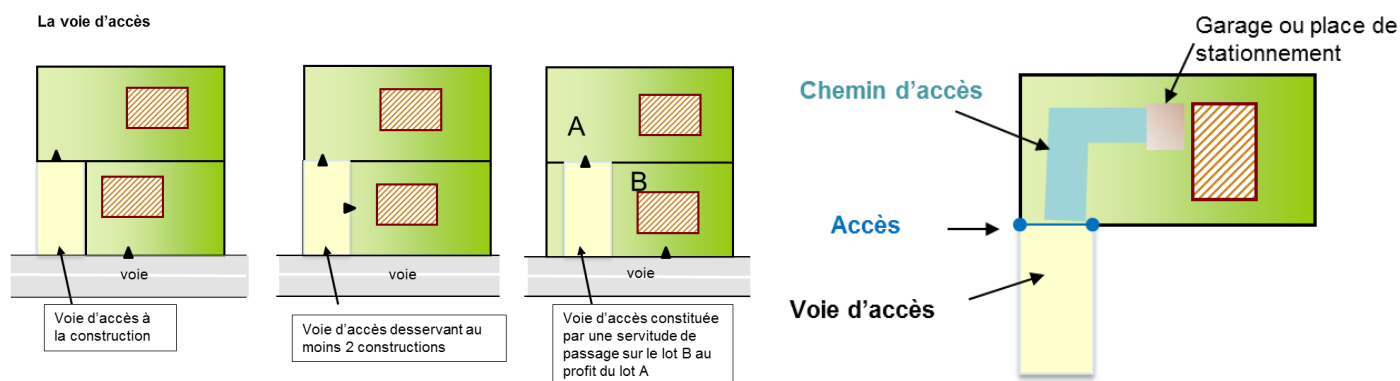 La voie d'accès
voie
Voie d'accès à
la construction
voie
Voie d'accès desservant au
moins 2 constructions
A
B
voie
Voie d'accès constituée
par une servitude de
passage sur le lot B au
profit du lot A
Garage ou place de
stationnement
Chemin d'accès
Accès
Voie d'accès